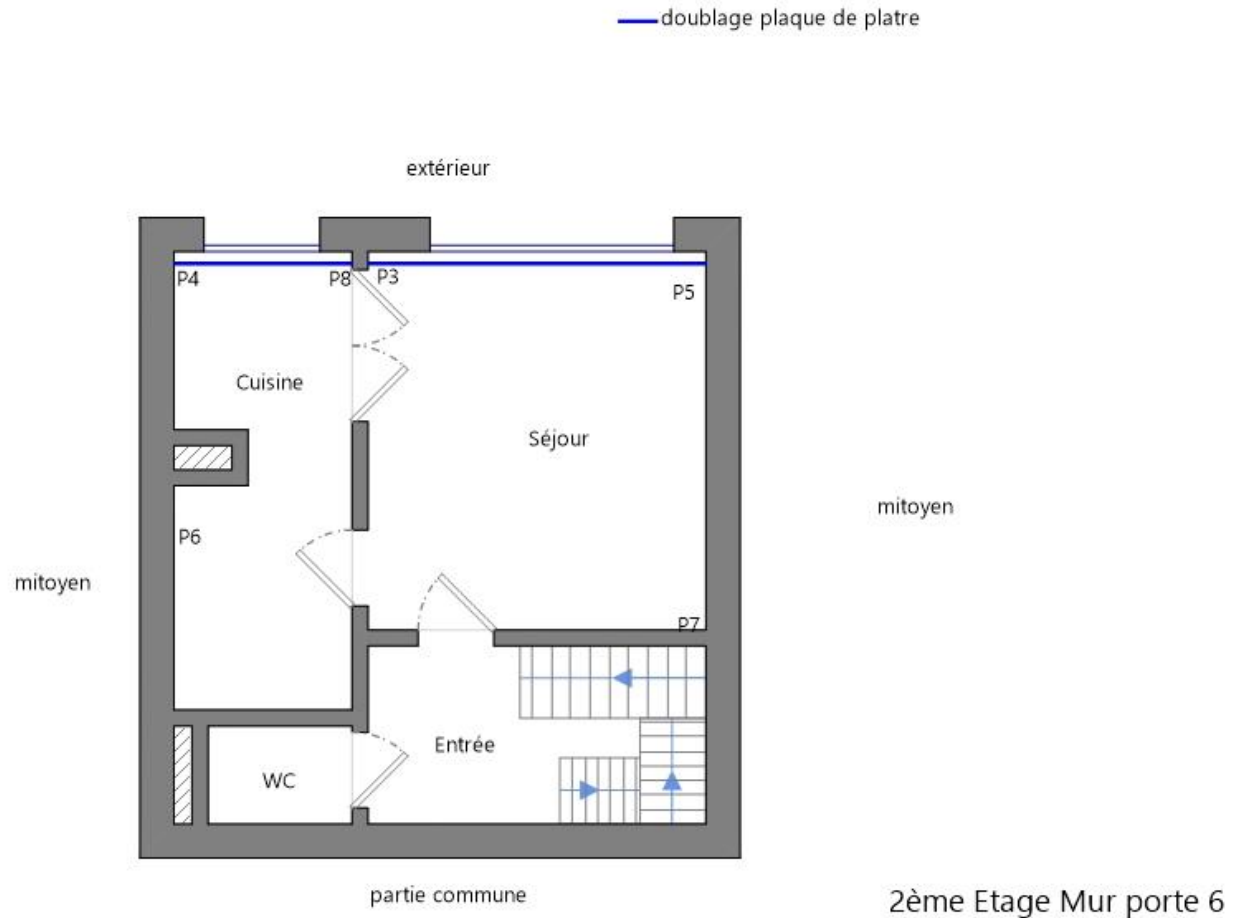 doublage plaque de platre
extérieur
P4
P8
P3
P5
Cuisine
Séjour
mitoyen
P6
mitoyen
P7
Entrée
WC
partie commune
2ème Etage Mur porte 6